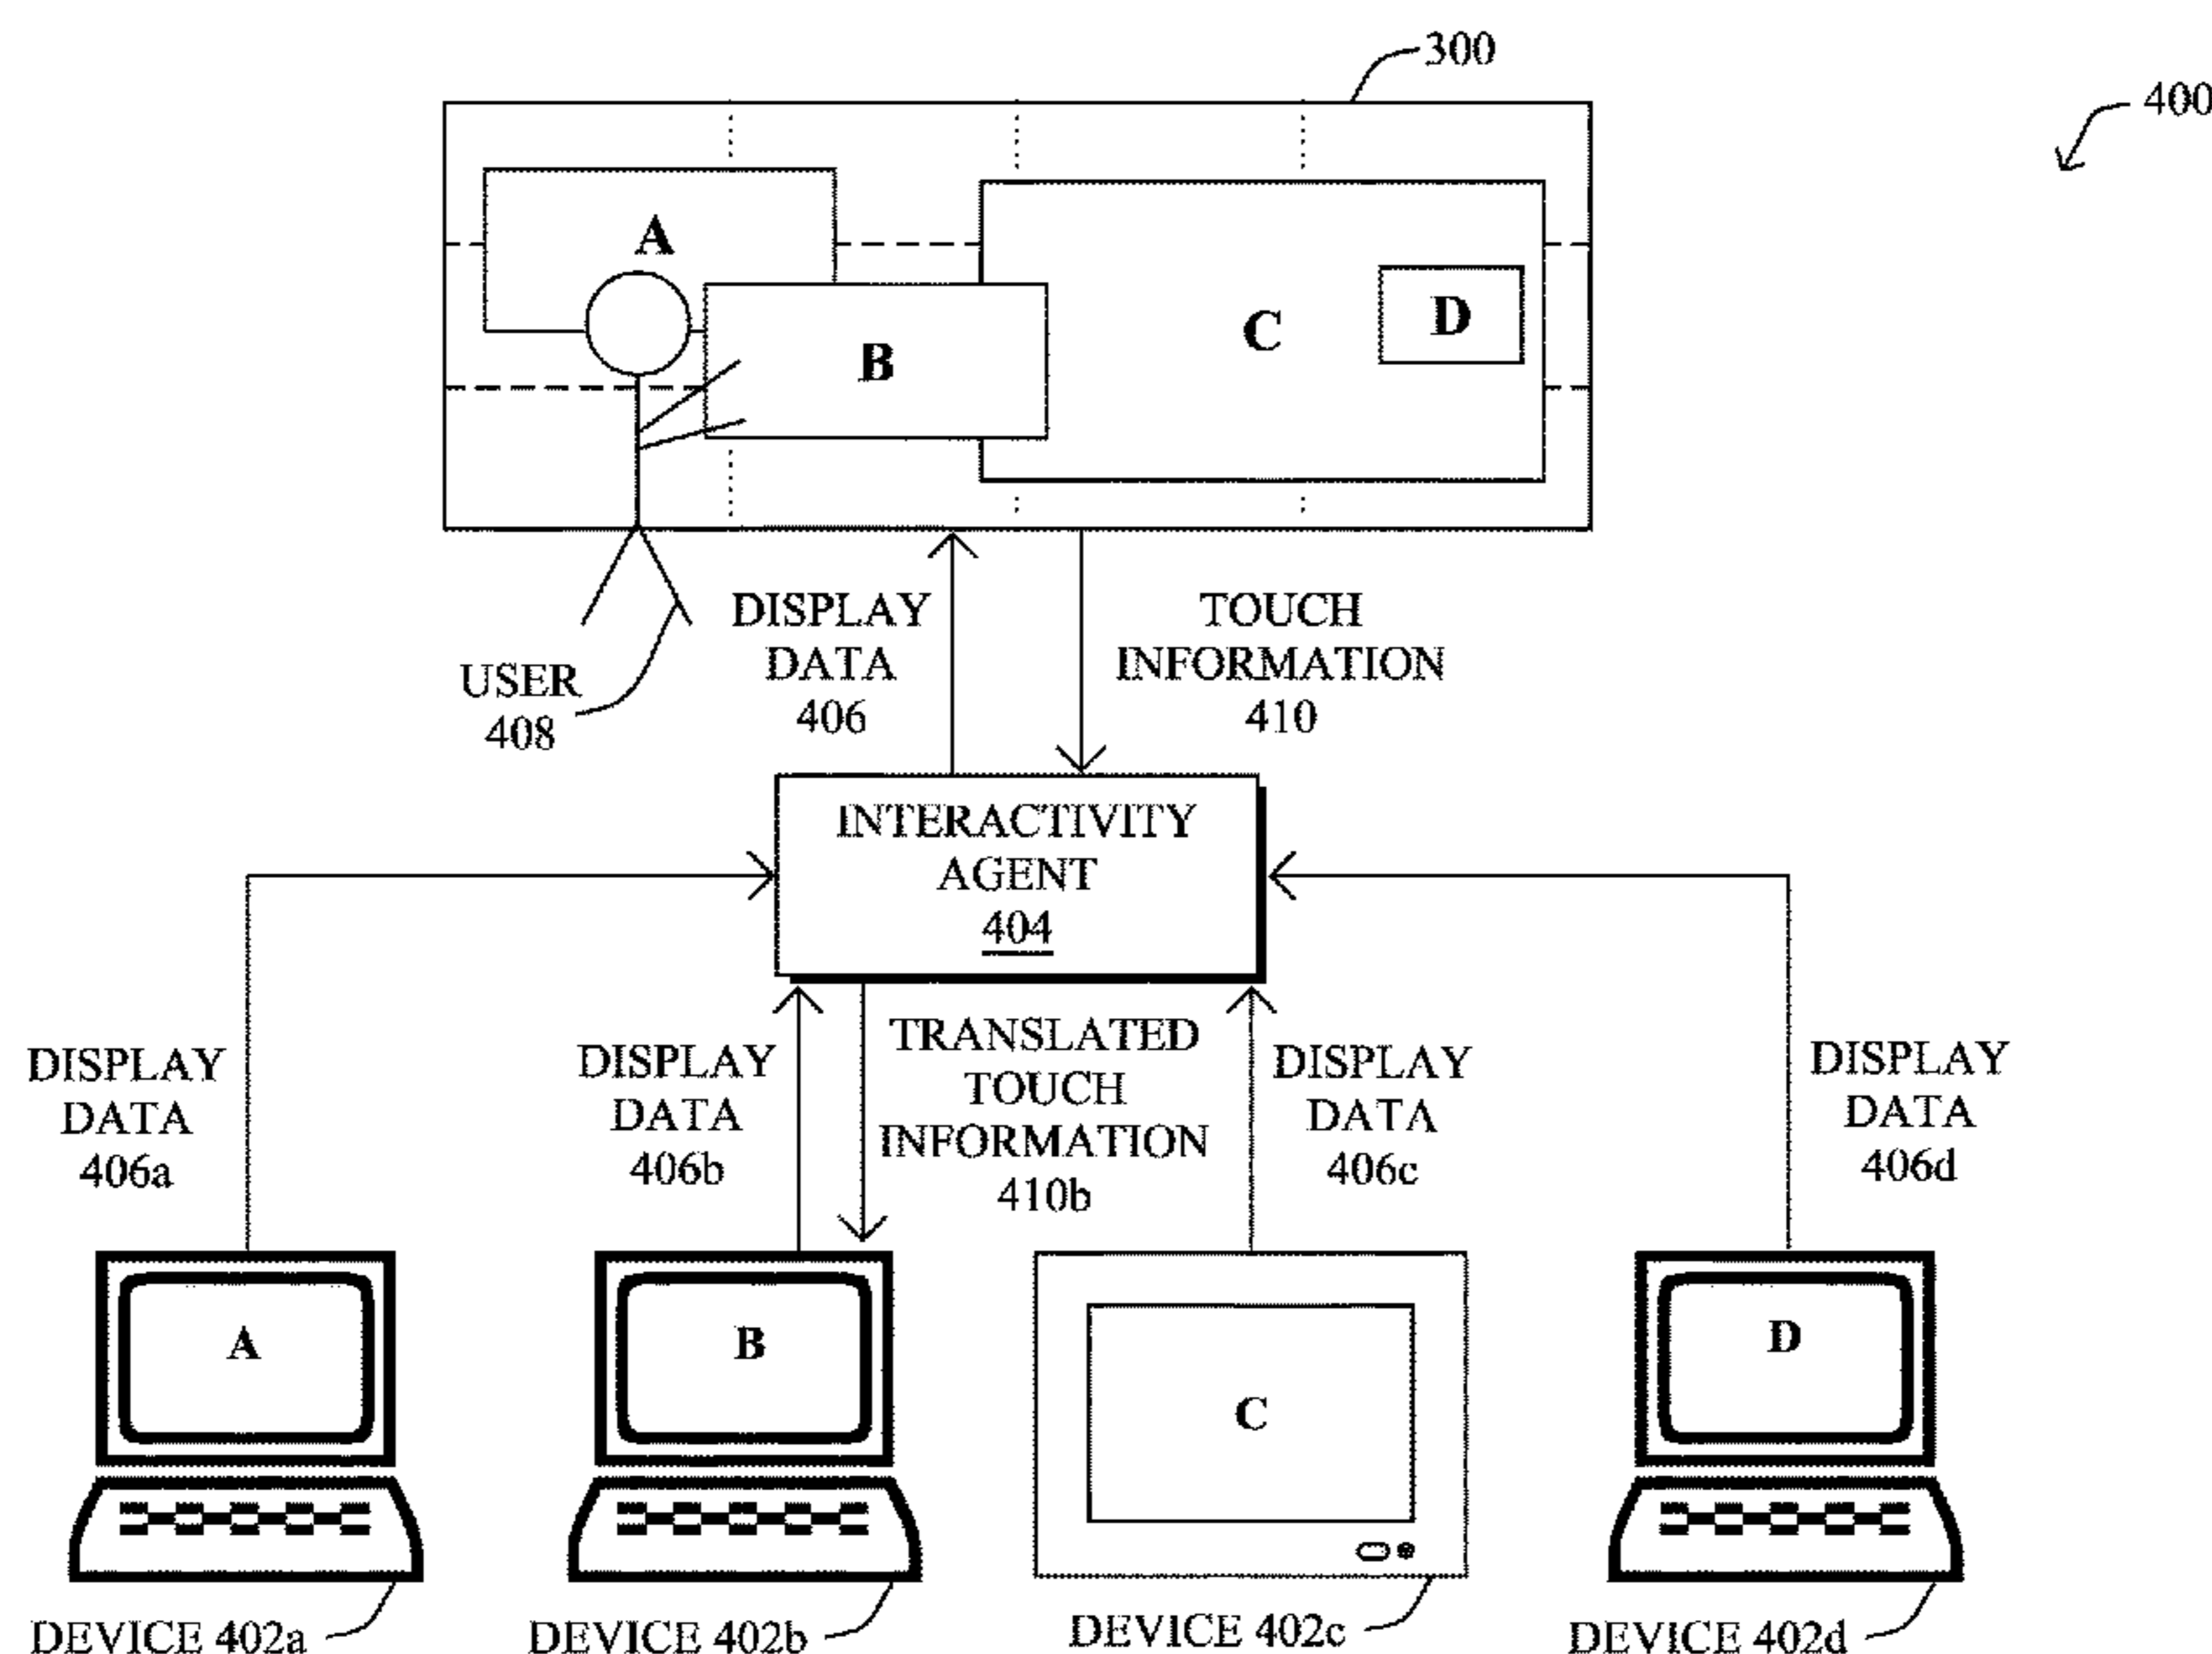 300
400
A
B
C
D
USER
408
DISPLAY
DATA
406
TOUCH
INFORMATION
410
INTERACTIVITY
AGENT
404
DISPLAY
DATA
406a
DISPLAY
DATA
406b
TRANSLATED
TOUCH
INFORMATION
410b
DISPLAY
DATA
406c
DISPLAY
DATA
406d
A
B
C
D
DEVICE 402a
DEVICE 402b
DEVICE 402c
DEVICE 402d